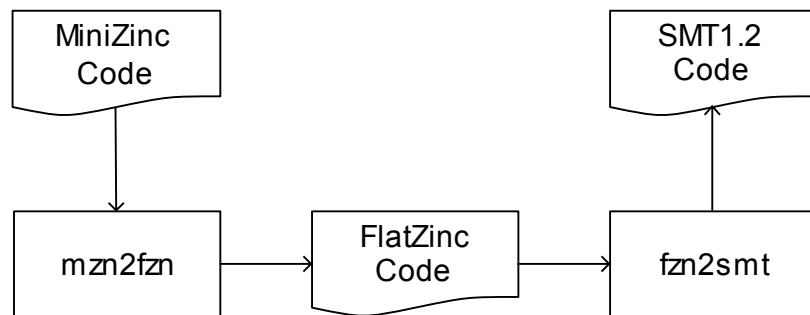 MiniZinc
Code
SMT1.2
Code
mzn2fzn
FlatZinc
Code
fzn2smt